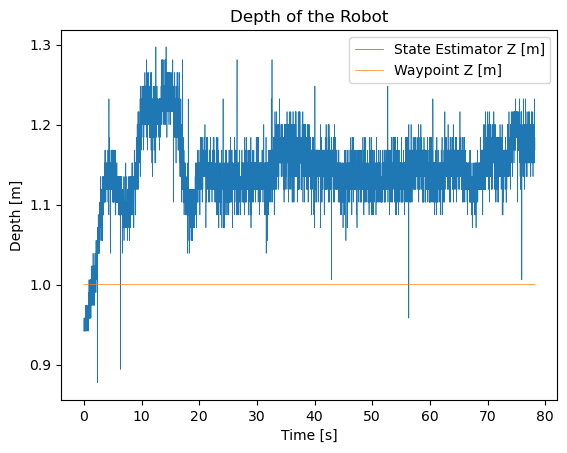 Depth of the Robot
State Estimator Z [m]
Waypoint Z [m]
Depth [m]
1.3
1.2
1.1
1.0
0.9
0 10 20 30 40 50 60 70 80
Time [s]